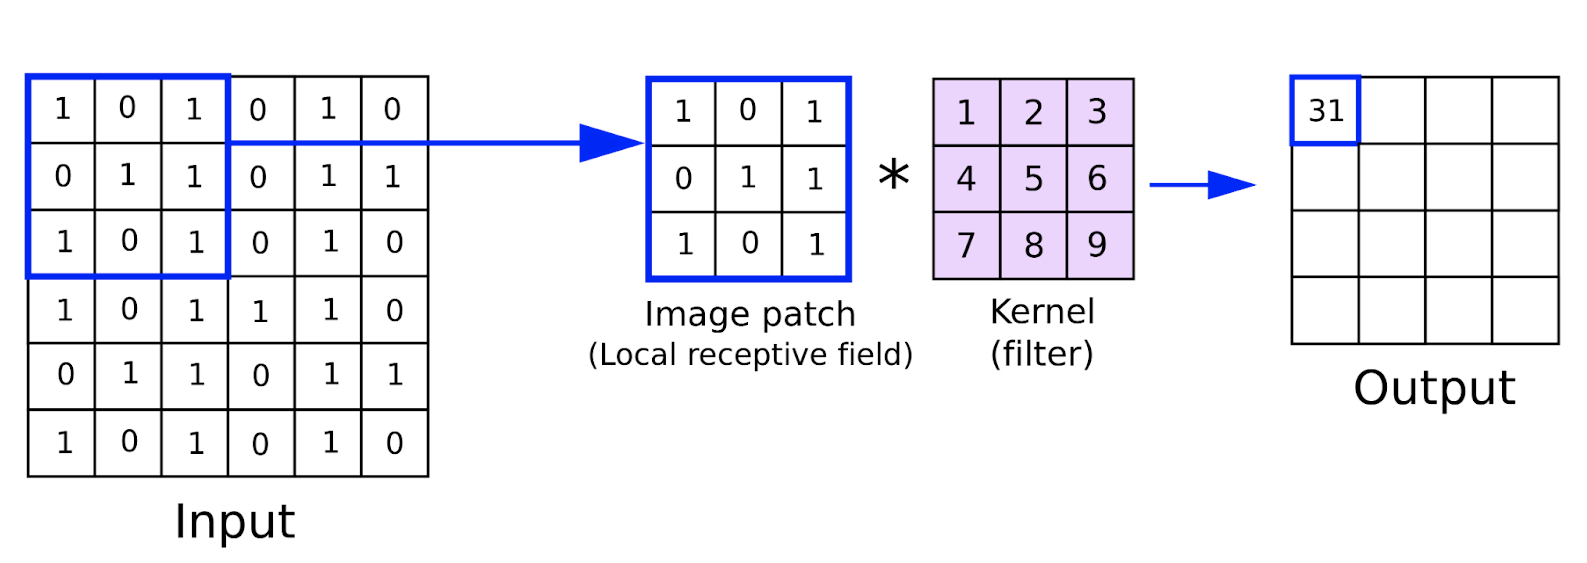 1 0 1 0 1 0
0 1 1 0 1 1
1 0 1 0 1 0
1 0 1 1 1 0
0 1 1 0 1 1
1 0 1 0 1 0
Input
1 0 1
0 1 1
1 0 1
Image patch
(Local receptive field)
*
1 2 3
4 5 6
7 8 9
Kernel
(filter)
31
Output